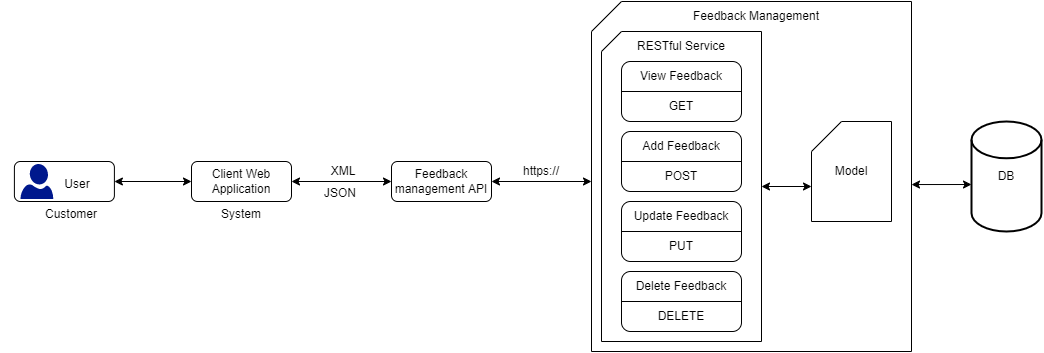 Feedback Management
RESTful Service
View Feedback
GET
Add Feedback
POST
Update Feedback
PUT
Delete Feedback
DELETE
User
Customer
Client Web
Application
System
XML
JSON
Feedback
management API
https://
Model
DB